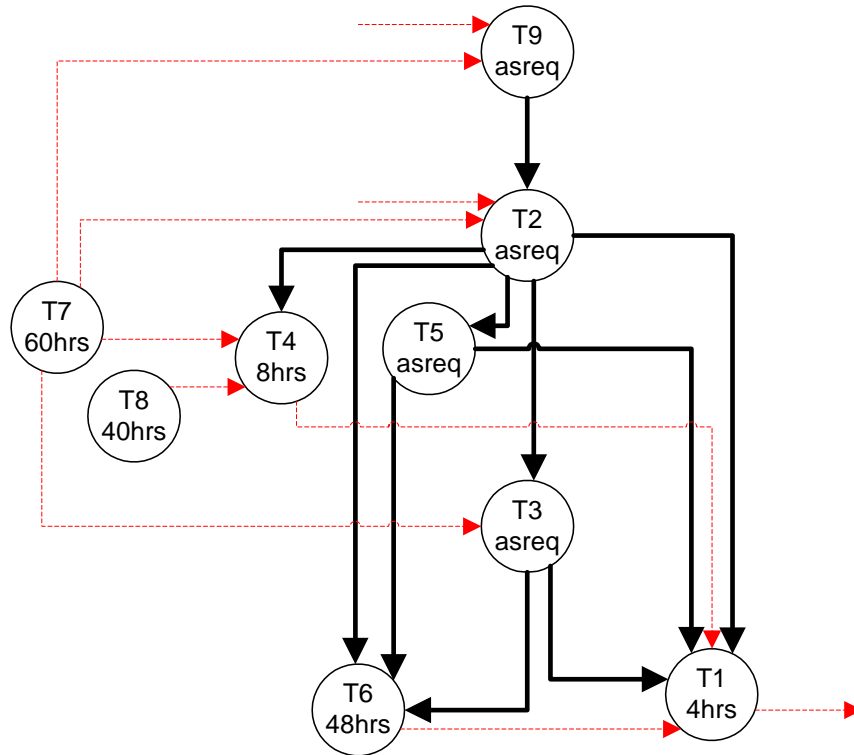 T9
asreq
T2
asreq
T7
60hrs
T4
8hrs
T5
asreq
T8
40hrs
T3
asreq
T6
48hrs
T1
4hrs